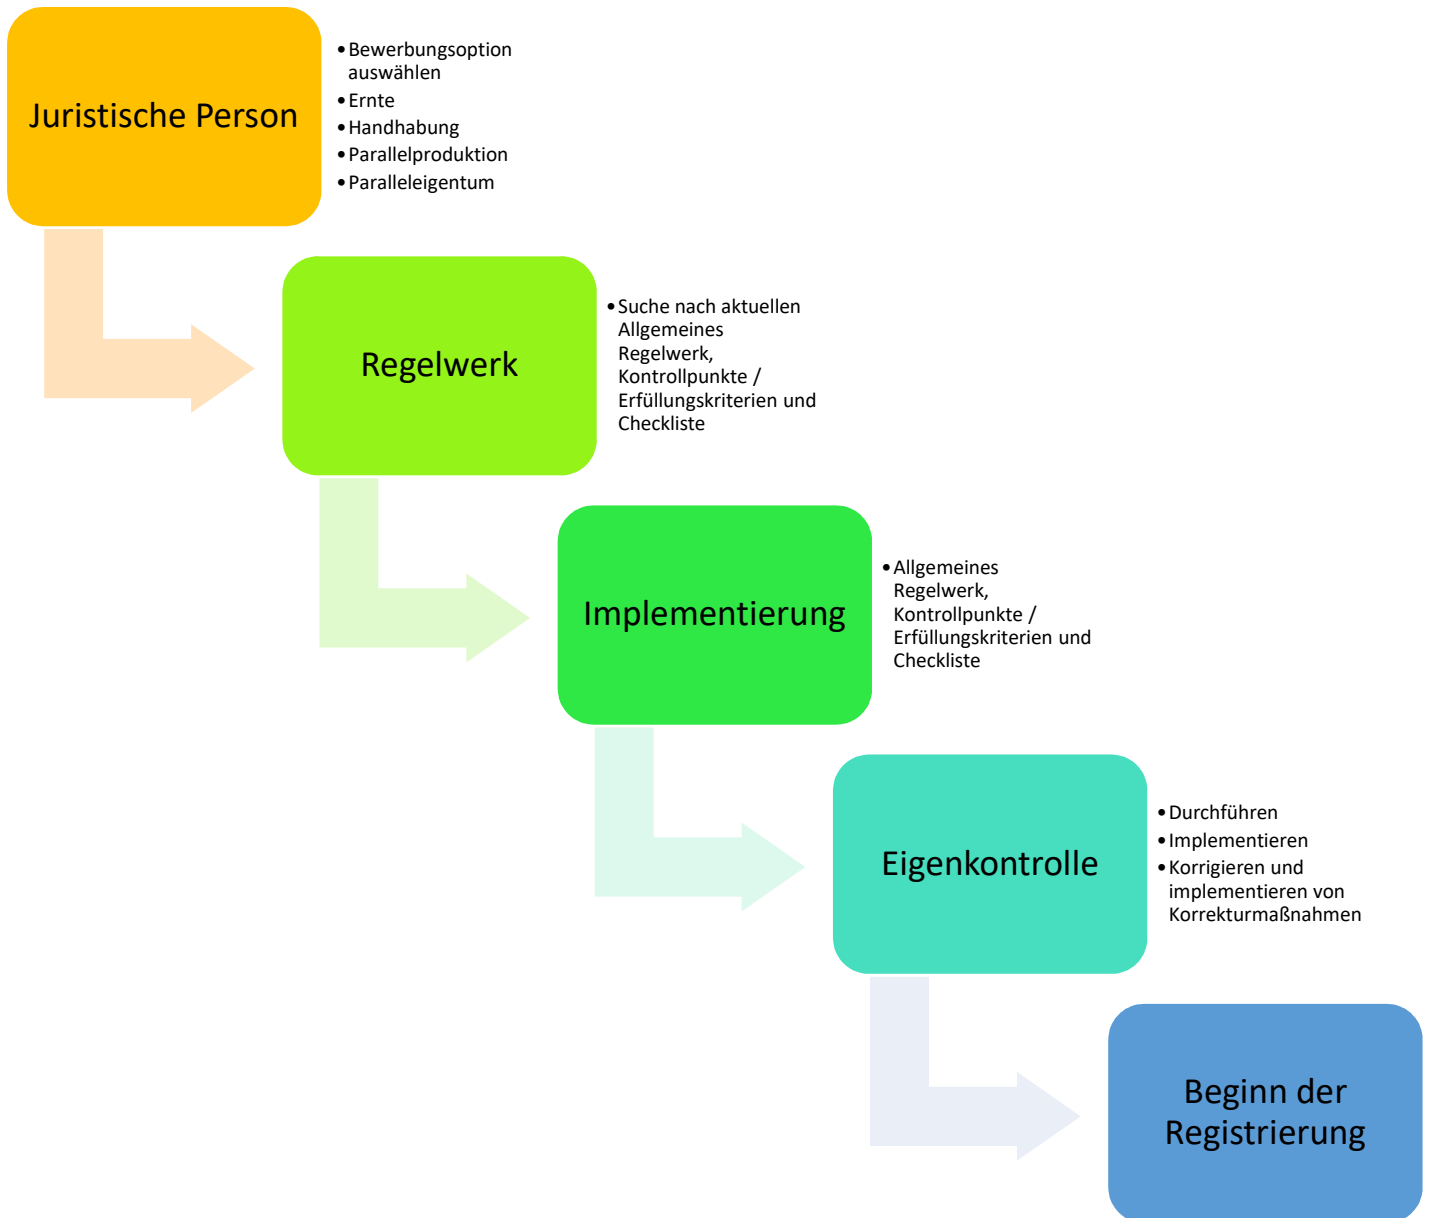 Juristische Person
•Bewerbungsoption
auswählen
•Ernte
•Handhabung
•Parallelproduktion
•Paralleleigentum
Regelwerk
•Suche nach aktuellen
Allgemeines
Regelwerk,
Kontrollpunkte /
Erfüllungskriterien und
Checkliste
Implementierung
•Allgemeines
Regelwerk,
Kontrollpunkte /
Erfüllungskriterien und
Checkliste
Eigenkontrolle
•Durchführen
•Implementieren
•Korrigieren und
implementieren von
Korrekturmaßnahmen
Beginn der
Registrierung